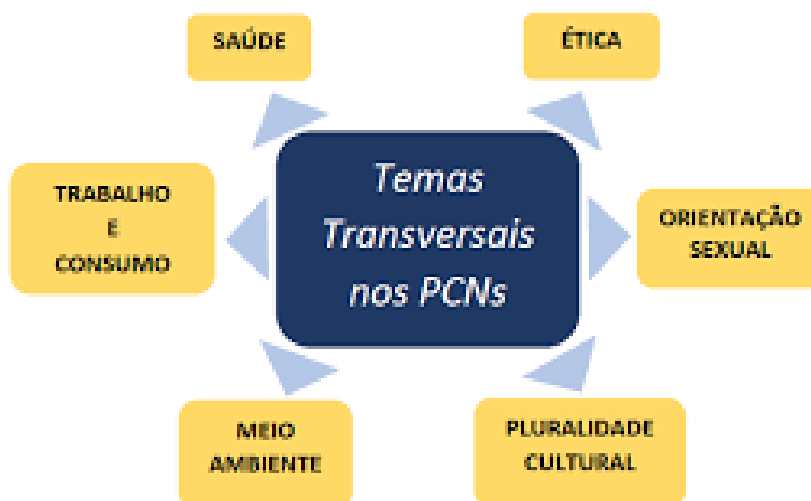 SAÚDE
ÉTICA
TRABALHO
E
CONSUMO
Temas
Transversais
nos PCNs
ORIENTAÇÃO
SEXUAL
MEIO
AMBIENTE
PLURALIDADE
CULTURAL